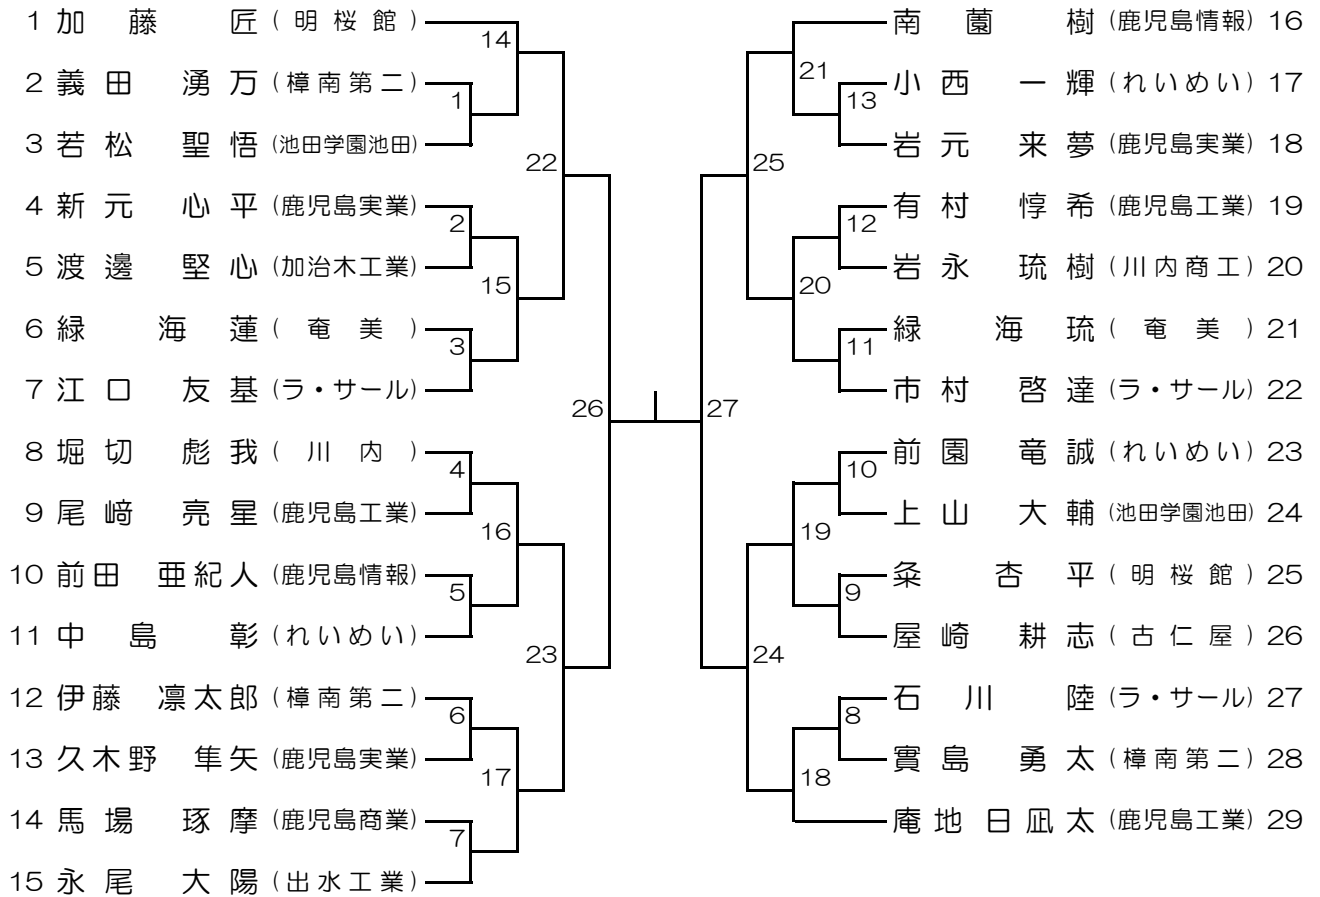 1 加藤 匠 (明桜館)
2 義田 湧万 (樟南第二)
3 若松 聖悟 (池田学園池田)
4 新元 心平 (鹿児島実業)
5 渡邊 堅心 (加治木工業)
6 緑 海蓮 (奄美)
7 江口 友基 (ラ・サール)
8 堀切 彪我 (川内)
9 尾﨑 亮星 (鹿児島工業)
10 前田 亜紀人 (鹿児島情報)
11 中島 彰 (れいめい)
12 伊藤 凛太郎 (樟南第二)
13 久木野 隼矢 (鹿児島実業)
14 馬場 琢摩 (鹿児島商業)
15 永尾 大陽 (出水工業)
14
1
22
2
15
3
26
4
16
5
23
6
17
7
21
13
25
12
20
11
27
10
19
9
24
8
18
南薗 樹 (鹿児島情報) 16
小西 一輝 (れいめい) 17
岩元 来夢 (鹿児島実業) 18
有村 惇希 (鹿児島工業) 19
岩永 琉樹 (川内商工) 20
緑 海琉 (奄美) 21
市村 啓達 (ラ・サール) 22
前園 竜誠 (れいめい) 23
上山 大輔 (池田学園池田) 24
粂 杏平 (明桜館) 25
屋崎 耕志 (古仁屋) 26
石川 陸 (ラ・サール) 27
實島 勇太 (樟南第二) 28
庵地 日凪太 (鹿児島工業) 29